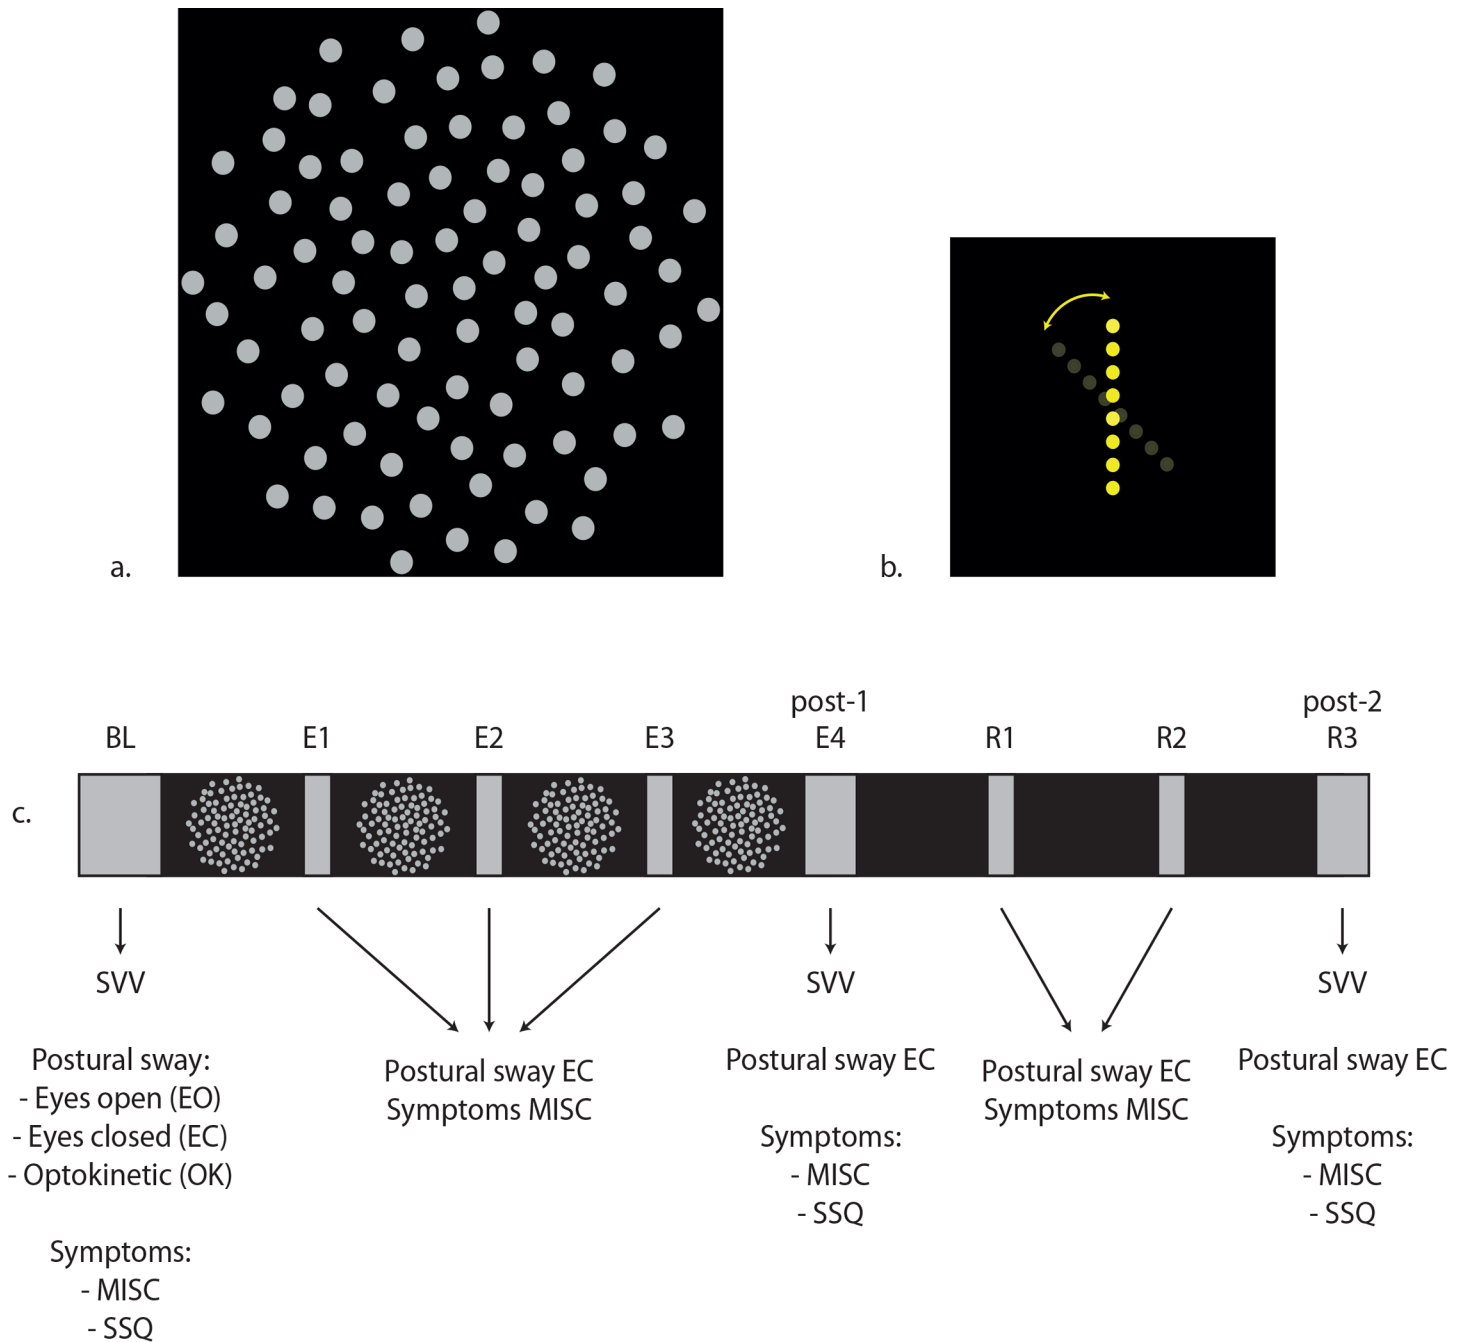 a.
b.
post-1
post-2
BL
E1
E2
E3
E4
R1
R2
R3
c.
SVV
Postural sway:
- Eyes open (EO)
- Eyes closed (EC)
- Optokinetic (OK)
Symptoms:
- MISC
- SSQ
Postural sway EC
Symptoms MISC
SVV
Postural sway EC
Symptoms:
- MISC
- SSQ
Postural sway EC
Symptoms MISC
SVV
Postural sway EC
Symptoms:
- MISC
- SSQ